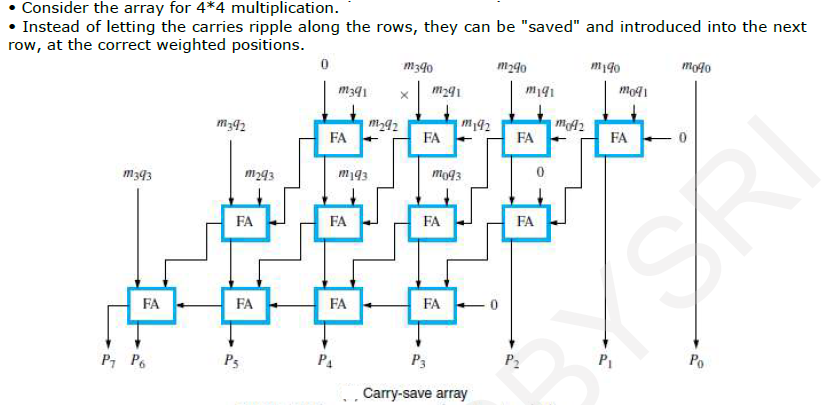 • Consider the array for 4*4 multiplication.
• Instead of letting the carries ripple along the rows, they can be "saved" and introduced into the next
row, at the correct weighted positions.
0 m3q0 m2q0 m1q0 m0q0
m3q1 × m2q1 m1q1 m0q1
m3q2 m2q2 m1q2 m0q2
FA FA FA FA 0
m3q3 m2q3 m1q3 m0q3 0
FA FA FA FA
FA FA FA FA 0
P7 P6 P5 P4 P3 P2 P1 P0
Carry-save array
BYSRI